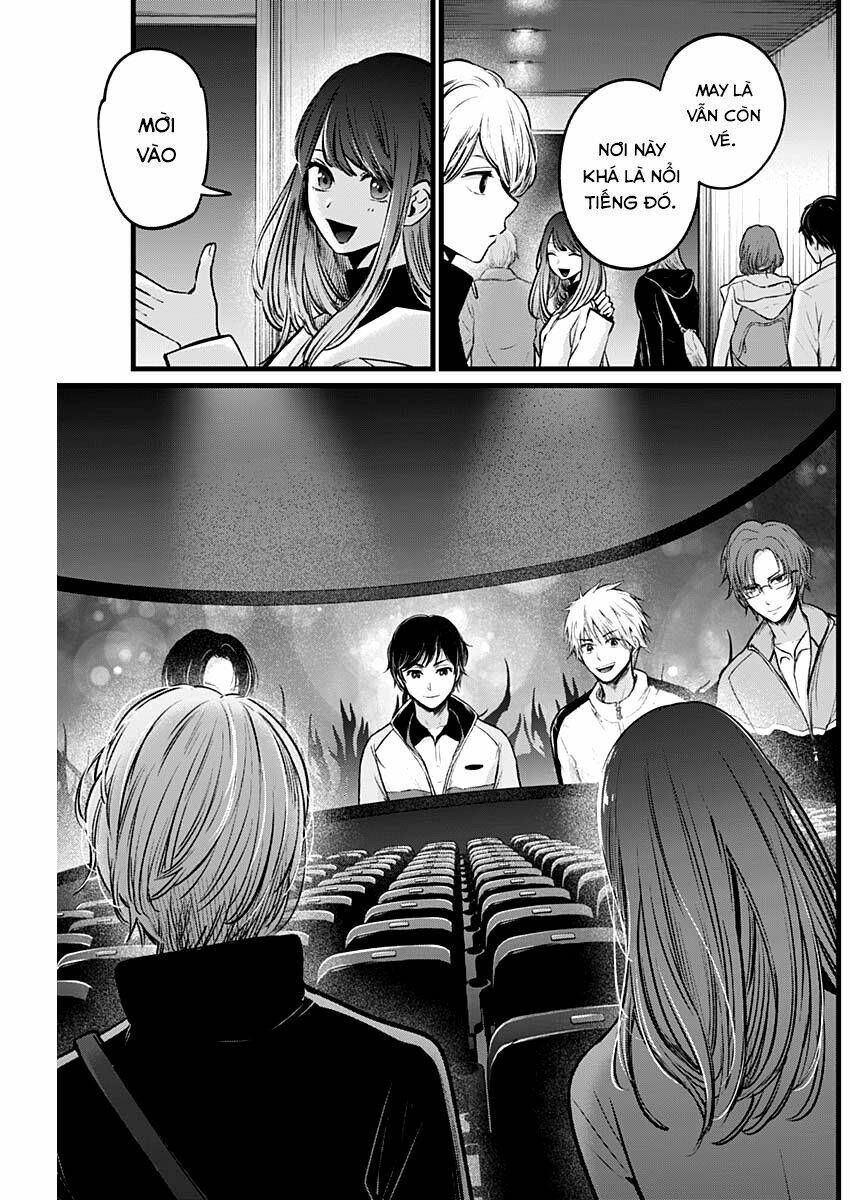 MAY LÀ
VẪN CÒN
VÉ.
NƠI NÀY
KHÁ LÀ NỔI
TIẾNG ĐÓ.
MỜI
VÀO